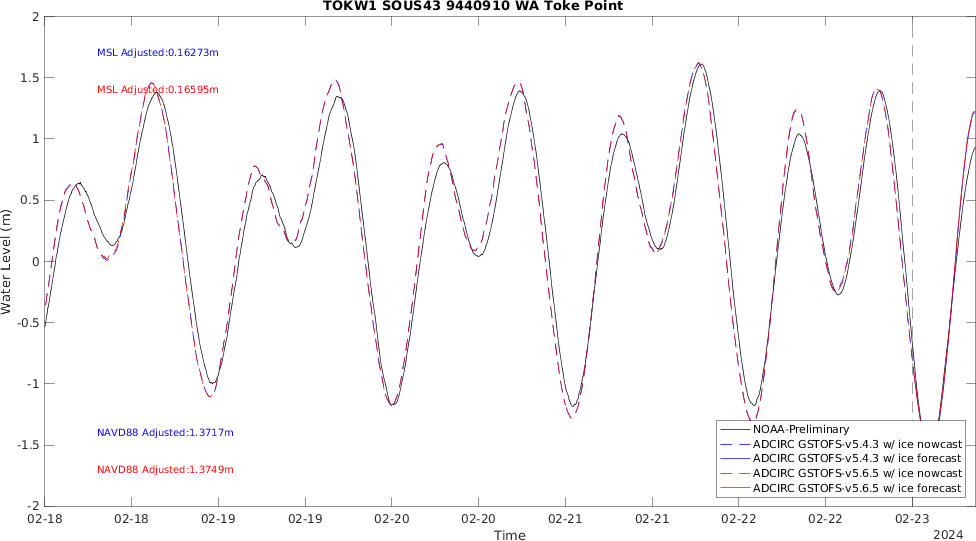 TOKW1 SOUS43 9440910 WA Toke Point
2
1.5
1
0.5
0
-0.5
-1
-1.5
-2
Water Level (m)
MSL Adjusted:0.16273m
MSL Adjusted:0.16595m
NAVD88 Adjusted:1.3717m
NAVD88 Adjusted:1.3749m
NOAA-Preliminary
ADCIRC GSTOFS-v5.4.3 w/ ice nowcast
ADCIRC GSTOFS-v5.4.3 w/ ice forecast
ADCIRC GSTOFS-v5.6.5 w/ ice nowcast
ADCIRC GSTOFS-v5.6.5 w/ ice forecast
02-18 02-18 02-19 02-19 02-20 02-20 02-21 02-21 02-22 02-22 02-23
Time
2024